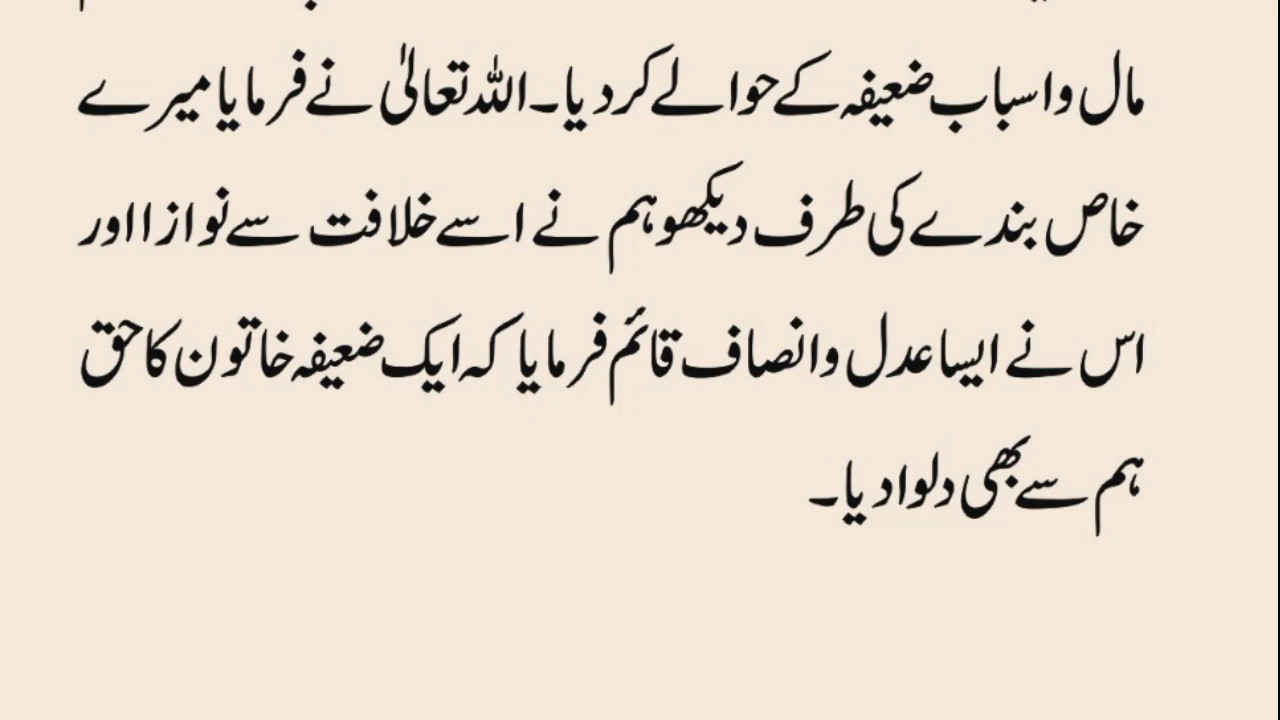 مال و اسباب ضعیفہ کے حوالے کر دیا۔ اللہ تعالیٰ نے فرمایا میرے
خاص بندے کی طرف دیکھو ہم نے اسے خلافت سے نوازا اور
اس نے ایسا عدل و انصاف قائم فرمایا کہ ایک ضعیفہ خاتون کا حق
ہم سے بھی دلوا دیا۔